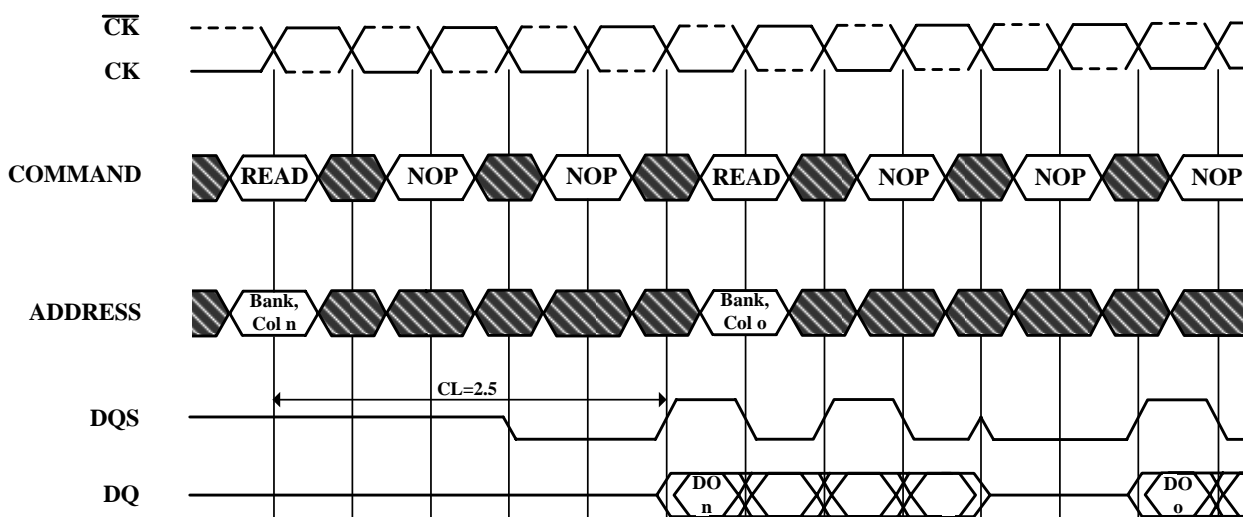 CK
CK
COMMAND
READ NOP NOP READ NOP NOP NOP
ADDRESS
Bank,
Col n
Bank,
Col o
CL=2.5
DQS
DQ
DO
n
DO
o